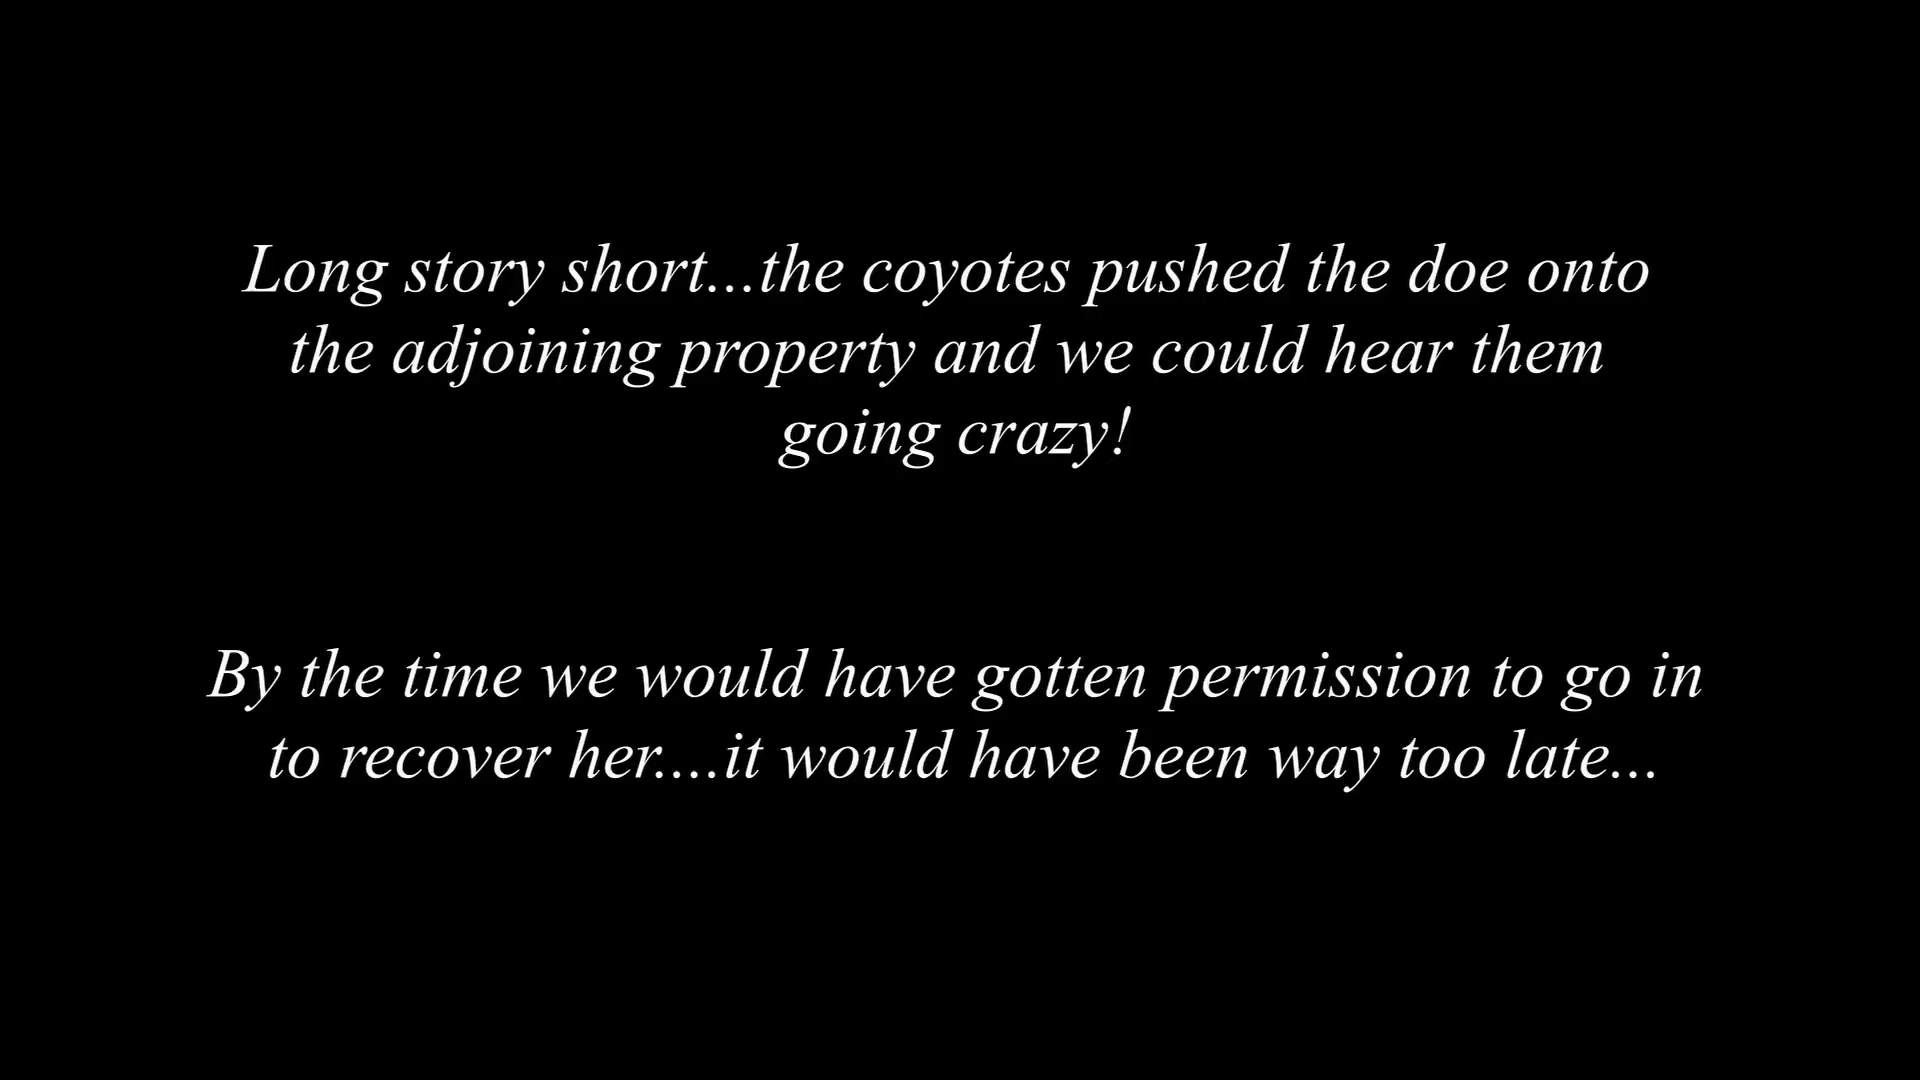 Long story short...the coyotes pushed the doe onto
the adjoining property and we could hear them
going crazy!
By the time we would have gotten permission to go in
to recover her....it would have been way too late...